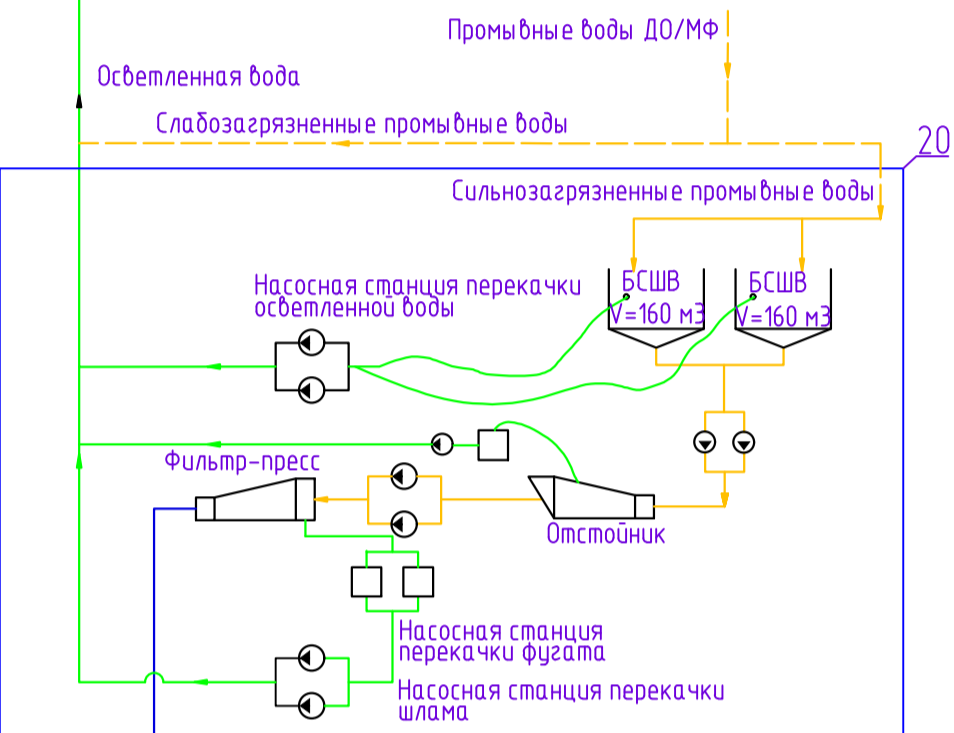 Промывные воды ДО/МФ
Осветленная вода
Слабозагрязненные промывные воды
20
Сильнозагрязненные промывные воды
Насосная станция перекачки
осветленной воды
БСШВ
V=160 м3
БСШВ
V=160 м3
Фильтр-пресс
Отстойник
Насосная станция
перекачки фугата
Насосная станция перекачки
шлама